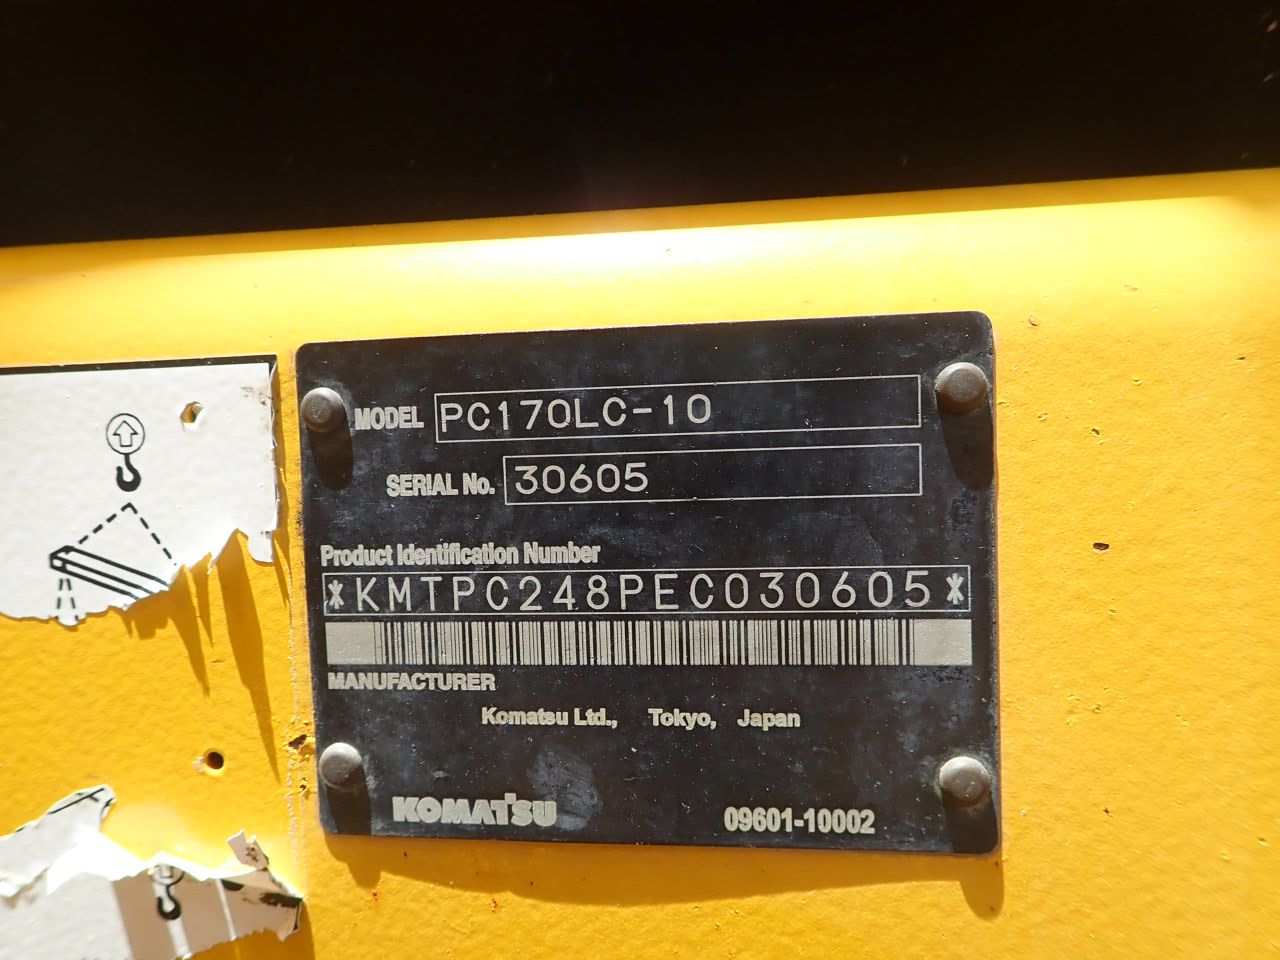 MODEL PC170LC-10
SERIAL No. 30605
Product Identification Number
*KMTPC248PEC030605*
MANUFACTURER
Komatsu Ltd., Tokyo, Japan
KOMATSU 09601-10002